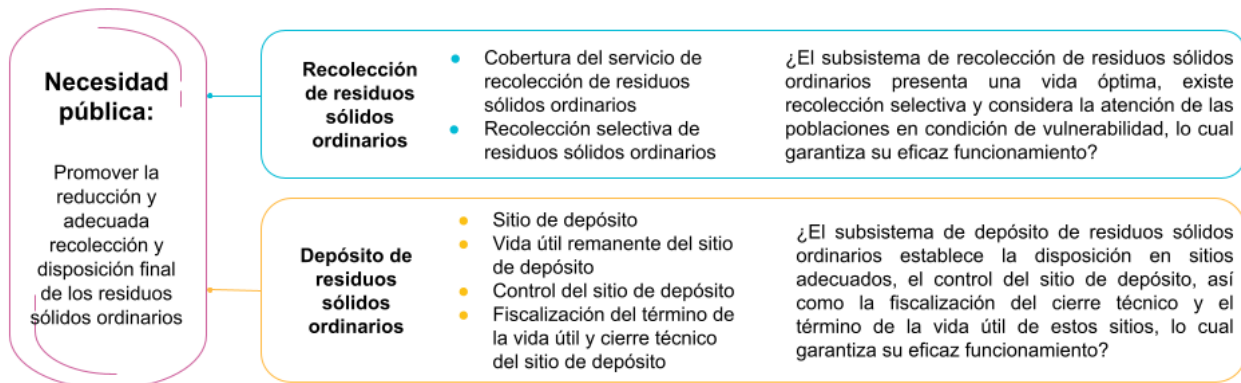 Necesidad
pública:
Promover la
reducción y
adecuada
recolección y
disposición final
de los residuos
sólidos ordinarios
Recolección
de residuos
sólidos
ordinarios
Cobertura del servicio de
recolección de residuos
sólidos ordinarios
Recolección selectiva de
residuos sólidos ordinarios
¿El subsistema de recolección de residuos sólidos
ordinarios presenta una vida óptima, existe
recolección selectiva y considera la atención de las
poblaciones en condición de vulnerabilidad, lo cual
garantiza su eficaz funcionamiento?
Depósito de
residuos
sólidos
ordinarios
Sitio de depósito
Vida útil remanente del sitio
de depósito
Control del sitio de depósito
Fiscalización del término de
la vida útil y cierre técnico
del sitio de depósito
¿El subsistema de depósito de residuos sólidos
ordinarios establece la disposición en sitios
adecuados, el control del sitio de depósito, así
como la fiscalización del cierre técnico y el
término de la vida útil de estos sitios, lo cual
garantiza su eficaz funcionamiento?